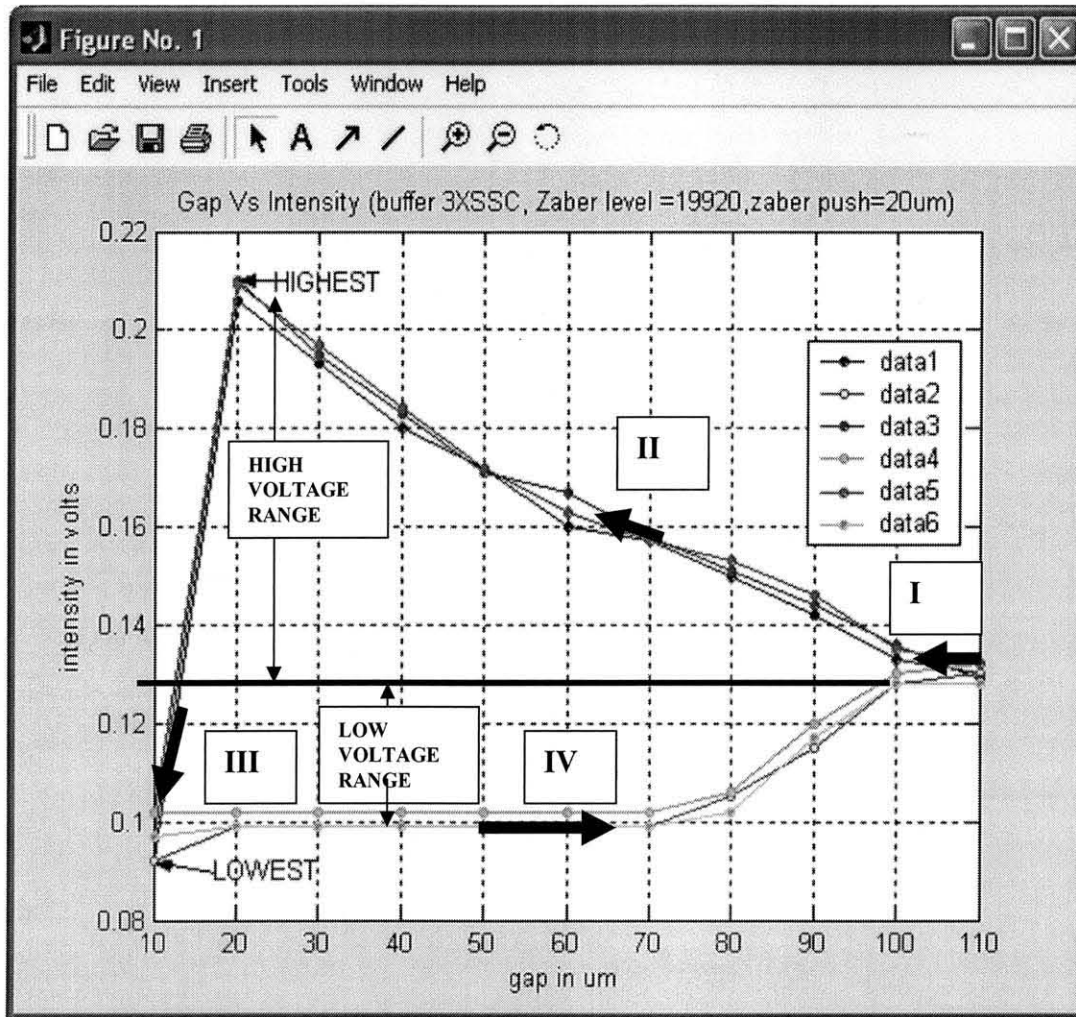 Figure No. 1
File Edit View Insert Tools Window Help
A
Gap Vs Intensity (buffer 3XSSC, Zaber level =19920,zaber push=20um)
0.22
0.2
0.18
0.16
0.14
0.12
0.1
0.08
intensity in volts
HIGHEST
HIGH
VOLTAGE
RANGE
II
data1
data2
data3
data4
data5
data6
I
III
LOW
VOLTAGE
RANGE
IV
LOWEST
10 20 30 40 50 60 70 80 90 100 110
gap in um